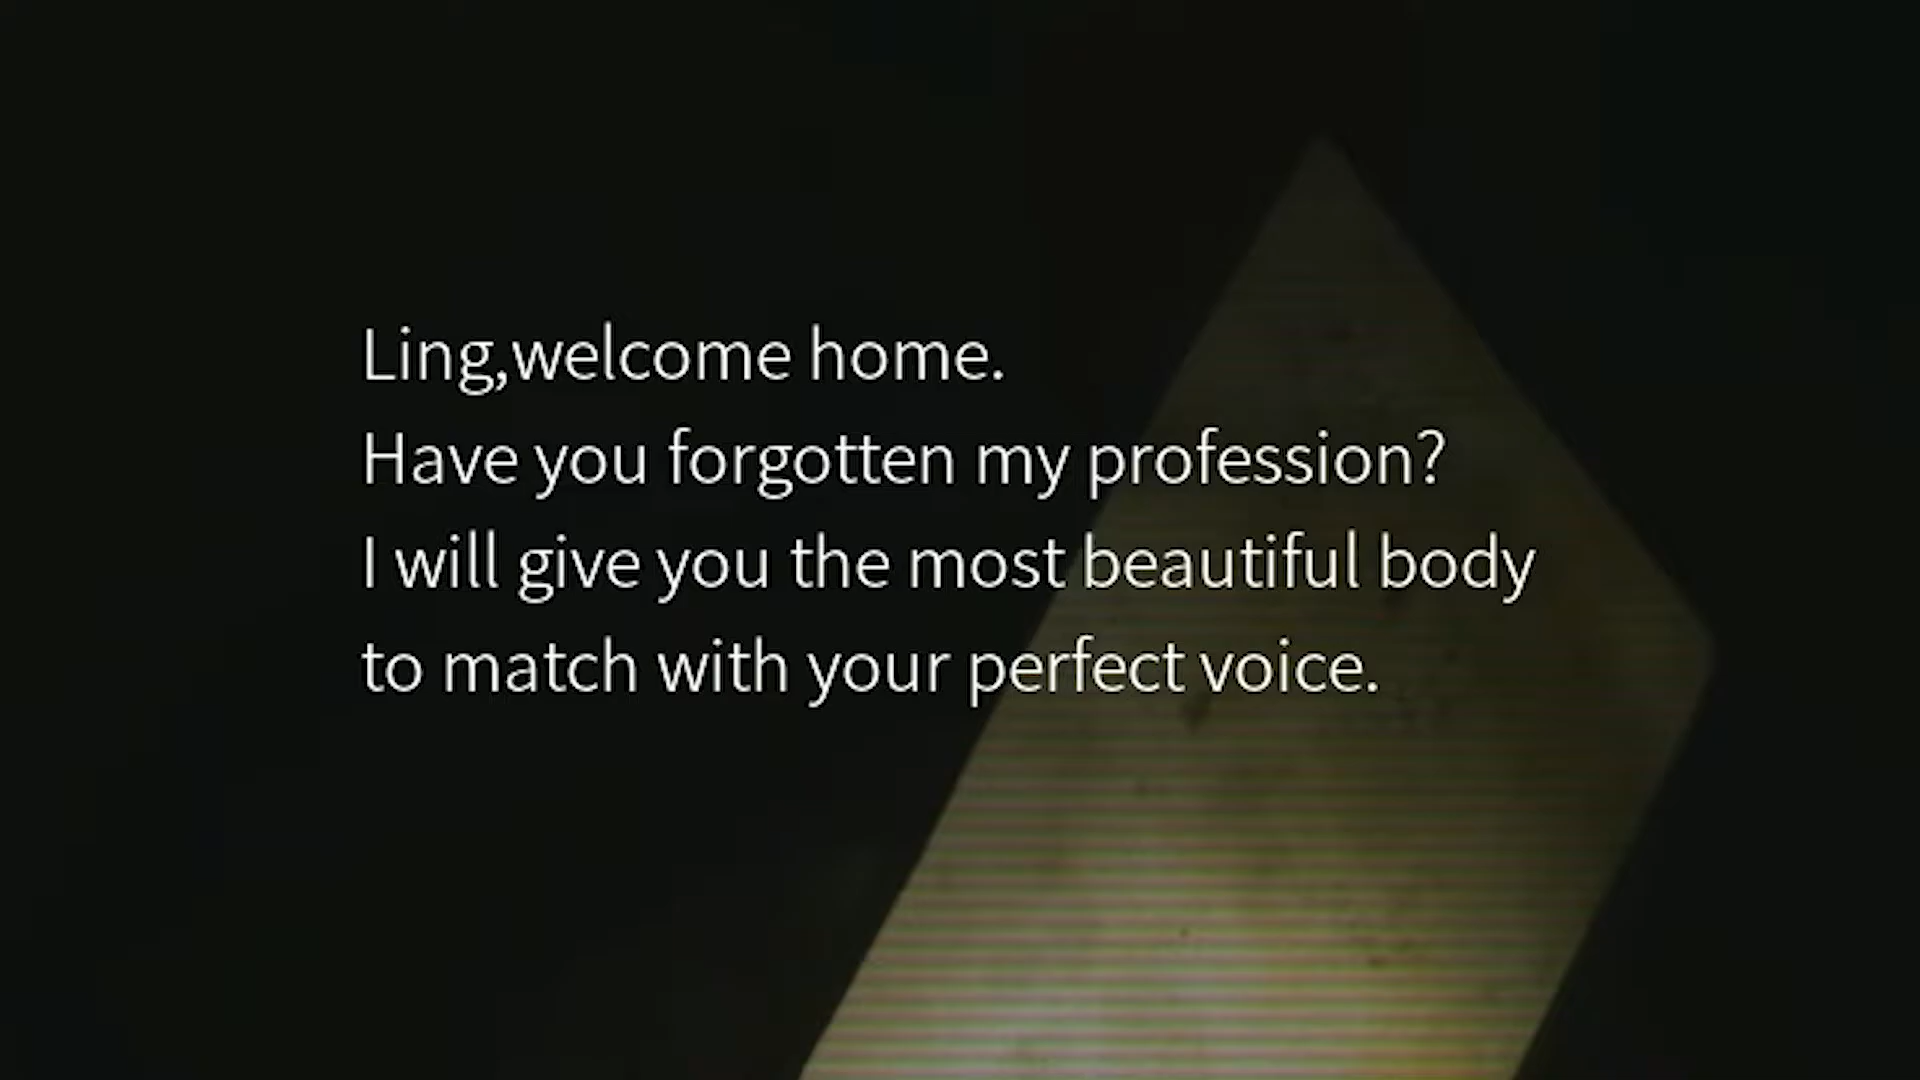 Ling,welcome home.
Have you forgotten my profession?
I will give you the most beautiful body
to match with your perfect voice.